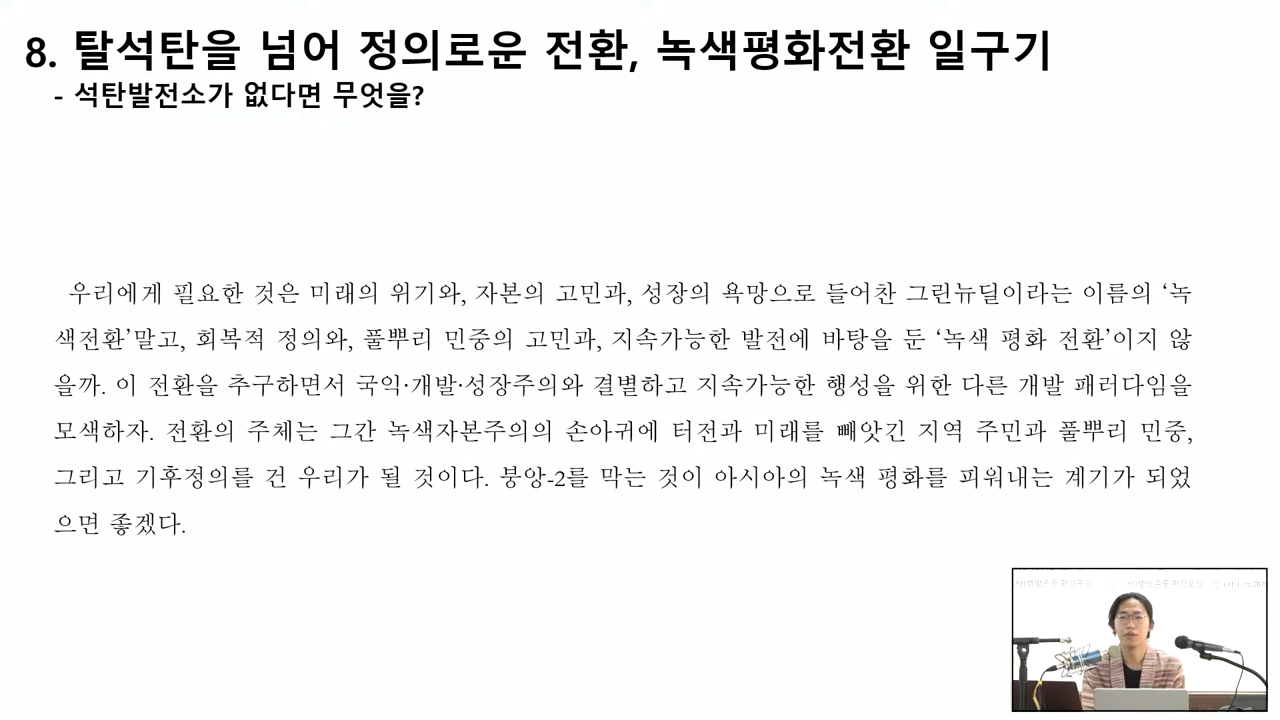 8. 탈석탄을 넘어 정의로운 전환, 녹색평화전환 일구기
- 석탄발전소가 없다면 무엇을?
우리에게 필요한 것은 미래의 위기와, 자본의 고민과, 성장의 욕망으로 들어찬 그린뉴딜이라는 이름의 ‘녹
색전환’말고, 회복적 정의와, 풀뿌리 민중의 고민과, 지속가능한 발전에 바탕을 둔 ‘녹색 평화 전환’이지 않
을까. 이 전환을 추구하면서 국익·개발·성장주의와 결별하고 지속가능한 행성을 위한 다른 개발 패러다임을
모색하자. 전환의 주체는 그간 녹색자본주의의 손아귀에 터전과 미래를 빼앗긴 지역 주민과 풀뿌리 민중,
그리고 기후정의를 건 우리가 될 것이다. 붕앙-2를 막는 것이 아시아의 녹색 평화를 피워내는 계기가 되었
으면 좋겠다.